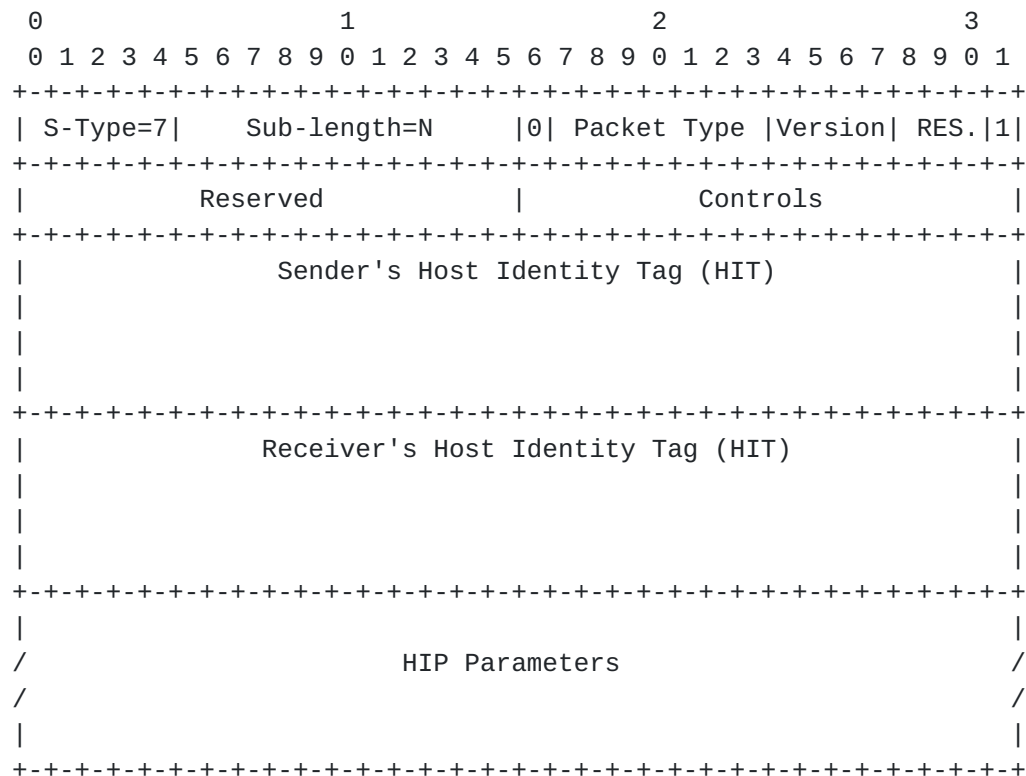 0                   1                   2                   3
 0 1 2 3 4 5 6 7 8 9 0 1 2 3 4 5 6 7 8 9 0 1 2 3 4 5 6 7 8 9 0 1
+-+-+-+-+-+-+-+-+-+-+-+-+-+-+-+-+-+-+-+-+-+-+-+-+-+-+-+-+-+-+-+-+
| S-Type=7|    Sub-length=N     |0| Packet Type |Version| RES.|1|
+-+-+-+-+-+-+-+-+-+-+-+-+-+-+-+-+-+-+-+-+-+-+-+-+-+-+-+-+-+-+-+-+
|           Reserved            |           Controls            |
+-+-+-+-+-+-+-+-+-+-+-+-+-+-+-+-+-+-+-+-+-+-+-+-+-+-+-+-+-+-+-+-+
|                Sender's Host Identity Tag (HIT)               |
|                                                               |
|                                                               |
|                                                               |
+-+-+-+-+-+-+-+-+-+-+-+-+-+-+-+-+-+-+-+-+-+-+-+-+-+-+-+-+-+-+-+-+
|               Receiver's Host Identity Tag (HIT)              |
|                                                               |
|                                                               |
|                                                               |
+-+-+-+-+-+-+-+-+-+-+-+-+-+-+-+-+-+-+-+-+-+-+-+-+-+-+-+-+-+-+-+-+
|                                                               |
/                        HIP Parameters                         /
/                                                               /
|                                                               |
+-+-+-+-+-+-+-+-+-+-+-+-+-+-+-+-+-+-+-+-+-+-+-+-+-+-+-+-+-+-+-+-+